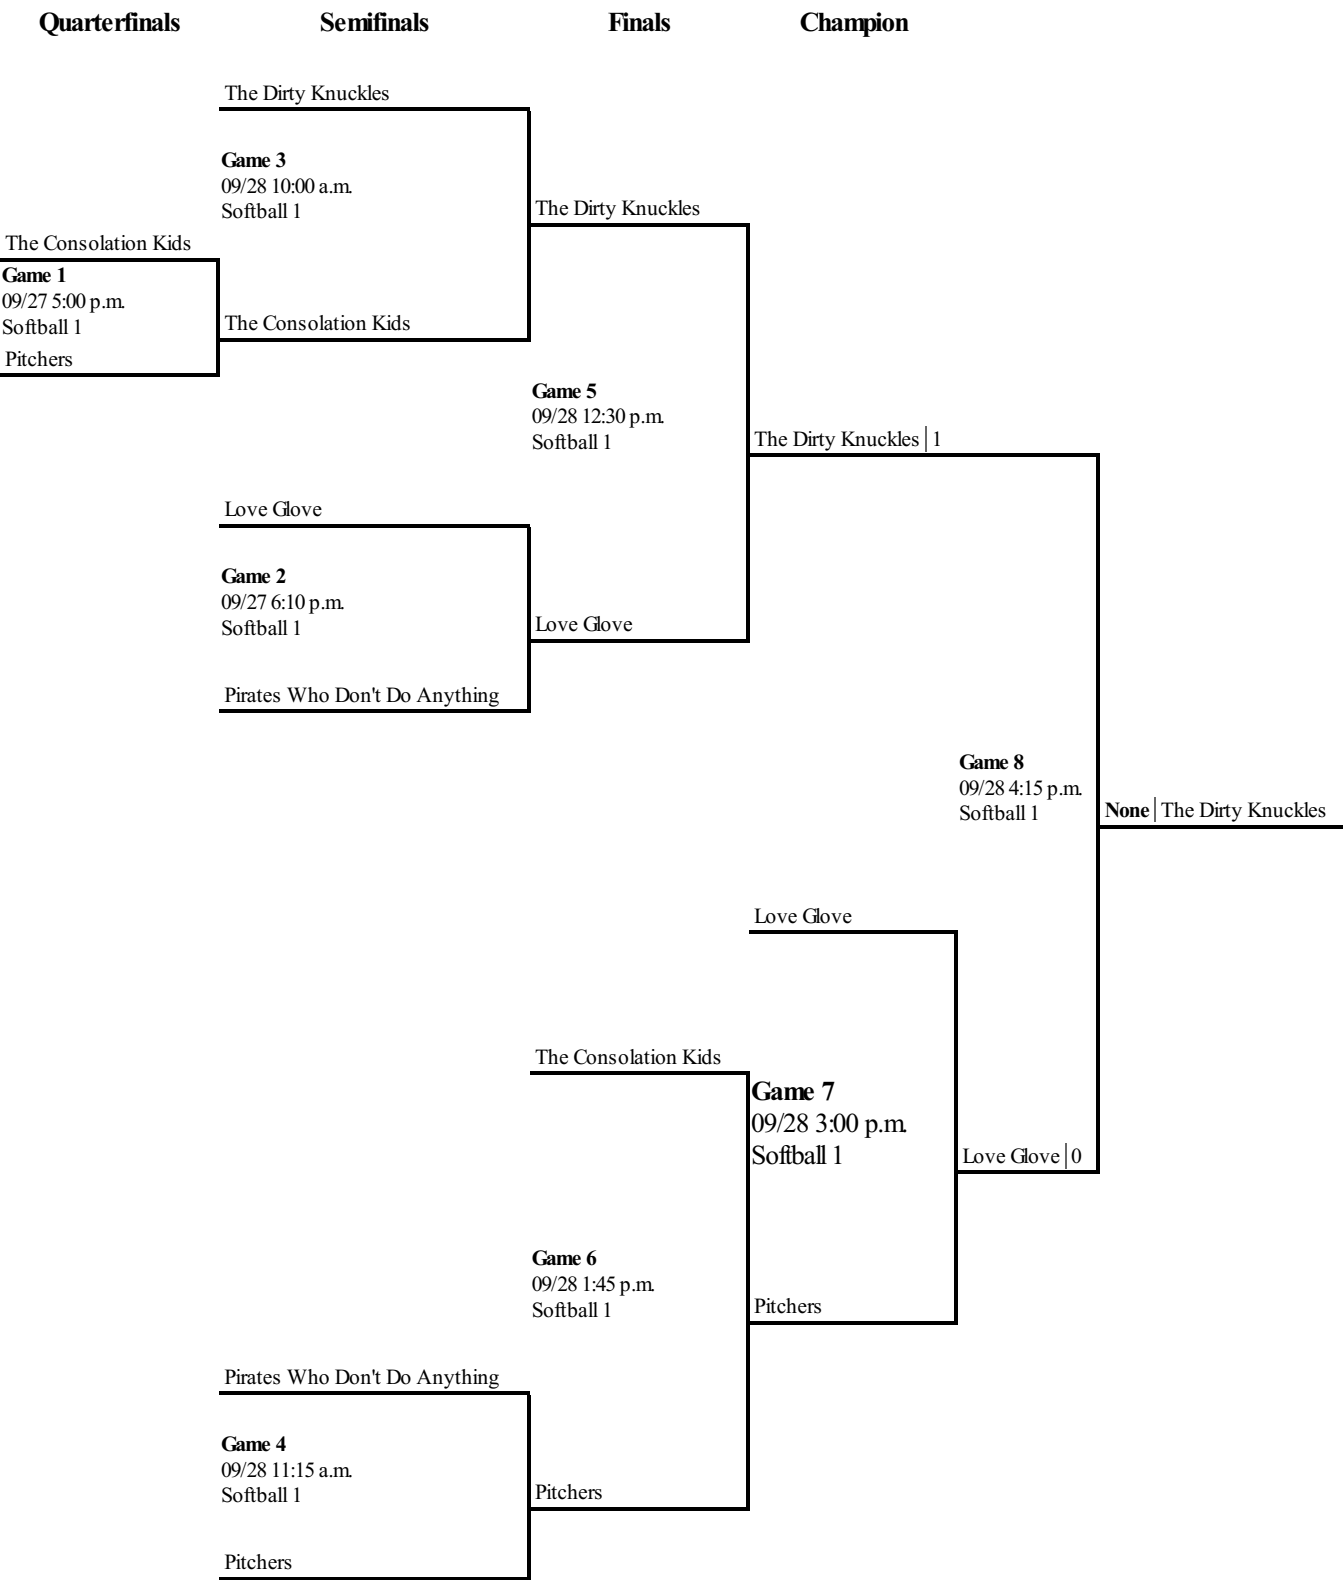 Quarterfinals Semifinals Finals Champion
The Dirty Knuckles
Game 3
09/28 10:00 a.m.
Softball 1
The Dirty Knuckles
The Consolation Kids
Game 1
09/27 5:00 p.m.
Softball 1
Pitchers
The Consolation Kids
Game 5
09/28 12:30 p.m.
Softball 1
The Dirty Knuckles|1
Love Glove
Game 2
09/27 6:10 p.m.
Softball 1
Love Glove
Pirates Who Don't Do Anything
Game 8
09/28 4:15 p.m.
Softball 1
None|The Dirty Knuckles
Love Glove
The Consolation Kids
Game 7
09/28 3:00 p.m.
Softball 1
Love Glove|0
Game 6
09/28 1:45 p.m.
Softball 1
Pitchers
Pirates Who Don't Do Anything
Game 4
09/28 11:15 a.m.
Softball 1
Pitchers
Pitchers